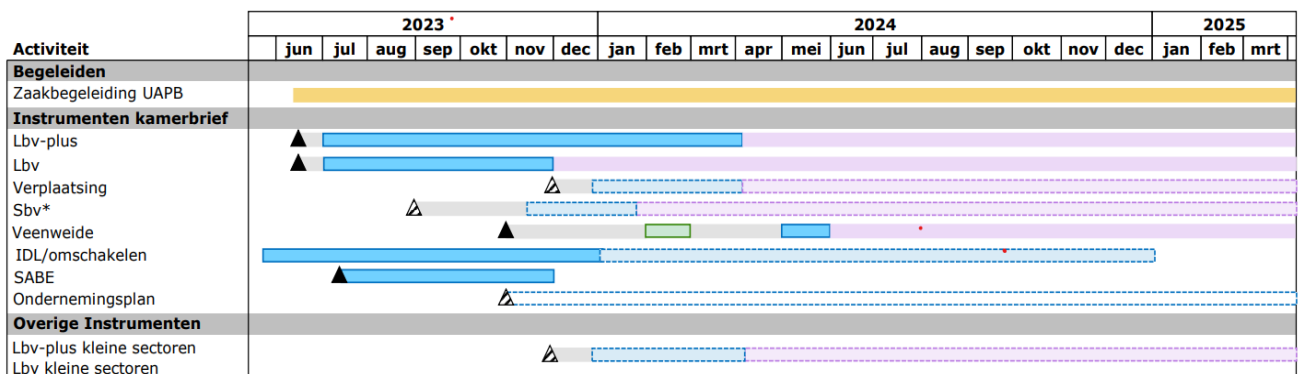 2023 2024 2025
Activiteit jun jul aug sep okt nov dec jan feb mrt apr mei jun jul aug sep okt nov dec jan feb mrt
Begeleiden
Zaakbegeleiding UAPB
Instrumenten kamerbrief
Lbv-plus
Lbv
Verplaatsing
Sbv*
Veenweide
IDL/omschakelen
SABE
Ondernemingsplan
Overige Instrumenten
Lbv-plus kleine sectoren
Lbv kleine sectoren